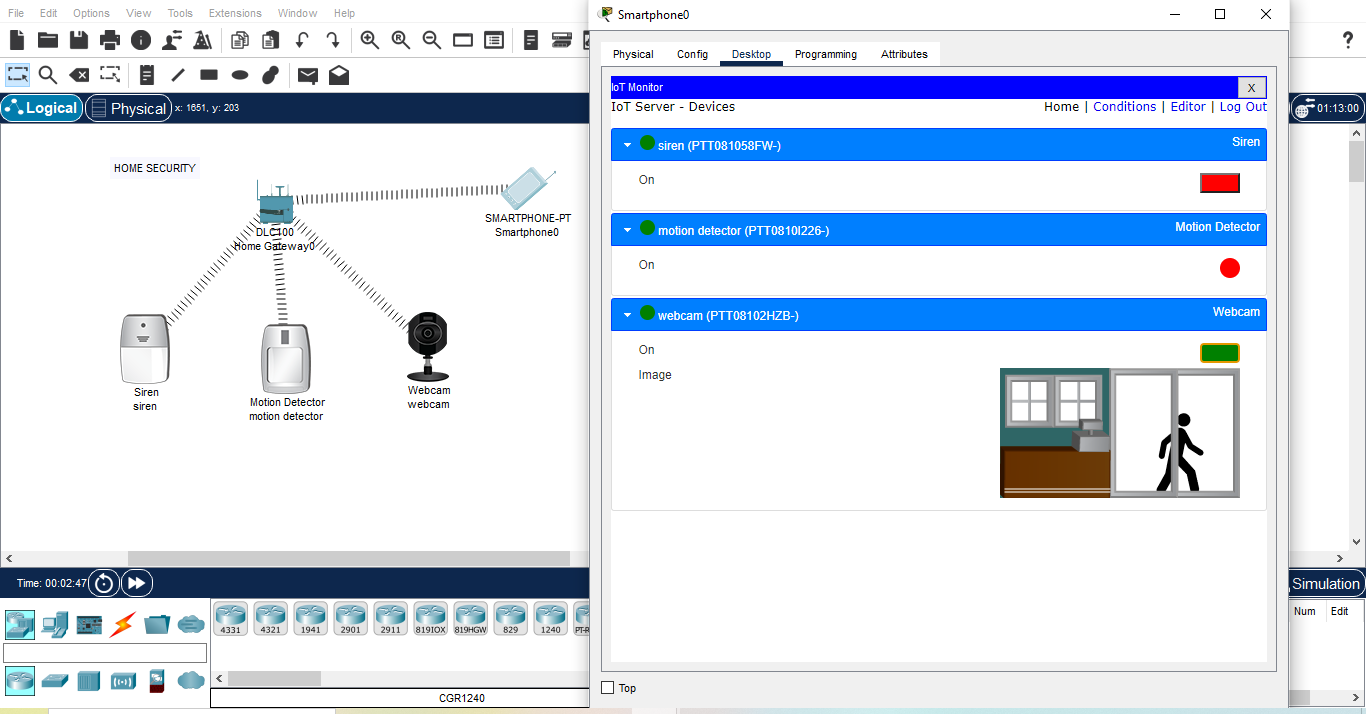 File Edit Options View Tools Extensions Window Help
Smartphone0
?
Physical Config Desktop Programming Attributes
IoT Monitor X
IoT Server - Devices Home | Conditions | Editor | Log Out
Logical Physical x: 1651, y: 203
01:13:00
siren (PTT081058FW-) Siren
On
motion detector (PTT0810I226-) Motion Detector
On
webcam (PTT08102HZB-) Webcam
On
Image
HOME SECURITY
SMARTPHONE-PT
Smartphone0
DLC100
Home Gateway0
Siren
siren
Motion Detector
motion detector
Webcam
webcam
Time: 00:02:47
Simulation
4331 4321 1941 2901 2911 819IOX 819HGW 829 1240 PT-R
Num Edit
CGR1240
Top